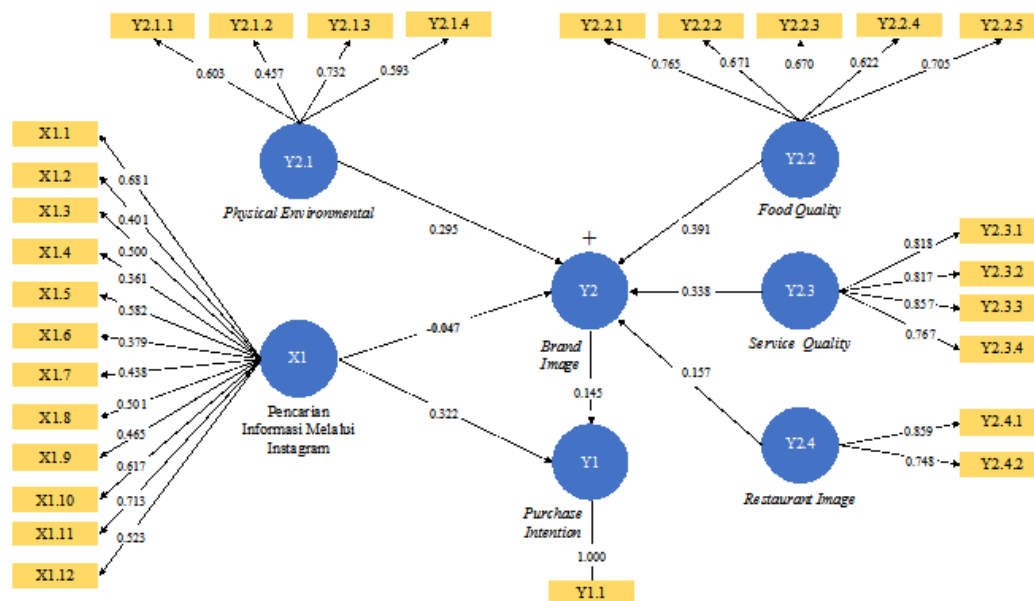 Y2.1.1
Y2.1.2
Y2.1.3
Y2.1.4
Y2.2.1
Y2.2.2
Y2.2.3
Y2.2.4
Y2.2.5
0.603
0.457
0.732
0.593
0.765
0.671
0.670
0.622
0.705
X1.1
X1.2
X1.3
X1.4
X1.5
X1.6
X1.7
X1.8
X1.9
X1.10
X1.11
X1.12
0.681
0.401
0.500
0.361
0.582
0.379
0.438
0.501
0.465
0.617
0.713
0.523
Y2.1
Physical Environmental
Y2.2
Food Quality
0.295
0.391
+
Y2
Brand
Image
0.338
Y2.3
Service Quality
0.818
0.817
0.857
0.767
Y2.3.1
Y2.3.2
Y2.3.3
Y2.3.4
X1
Pencarian
Informasi Melalui
Instagram
-0.047
0.322
0.145
0.157
Y2.4
Restaurant Image
0.859
0.748
Y2.4.1
Y2.4.2
Y1
Purchase
Intention
1.000
Y1.1